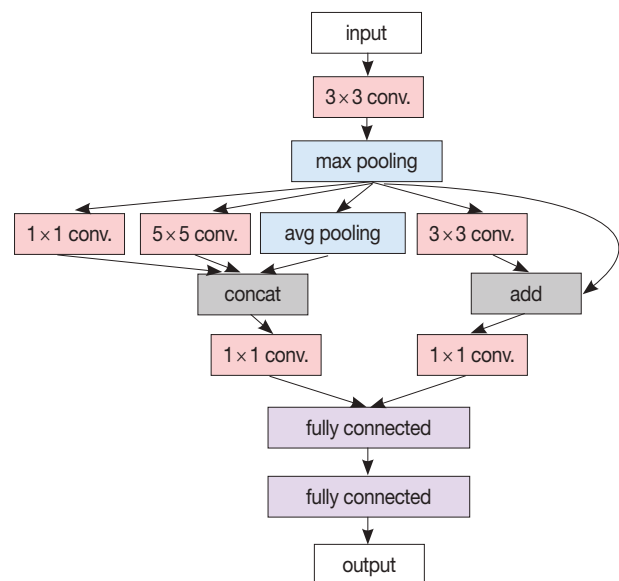 input
3×3 conv.
max pooling
1×1 conv.
5×5 conv.
avg pooling
3×3 conv.
concat
add
1×1 conv.
1×1 conv.
fully connected
fully connected
output